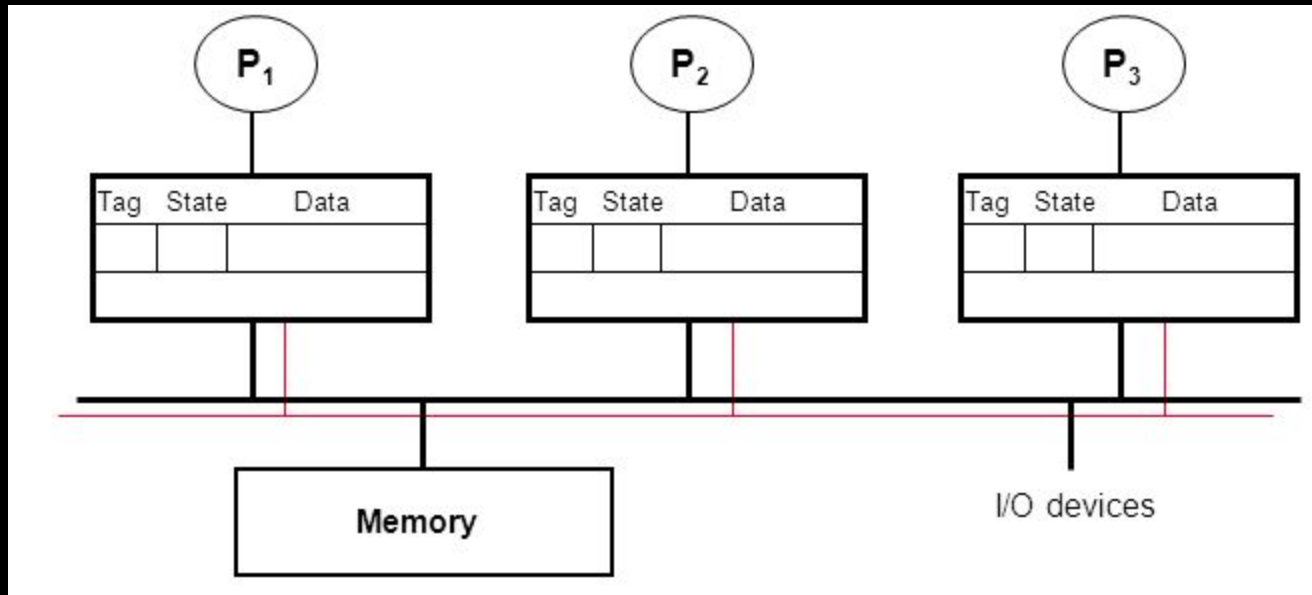 P₁ P₂ P₃
Tag State Data Tag State Data Tag State Data
I/O devices
Memory